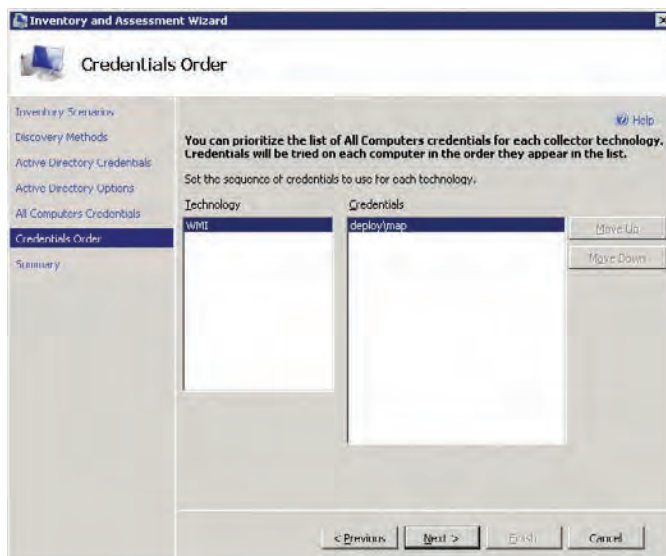 Inventory and Assessment Wizard
Credentials Order
Inventory Scenarios
Discovery Methods
Active Directory Credentials
Active Directory Options
All Computers Credentials
Credentials Order
Summary
Help
You can prioritize the list of All Computers credentials for each collector technology.
Credentials will be tried on each computer in the order they appear in the list.
Set the sequence of credentials to use for each technology.
Technology
Credentials
WMI
deploy\map
Move Up
Move Down
< Previous
Next >
Finish
Cancel